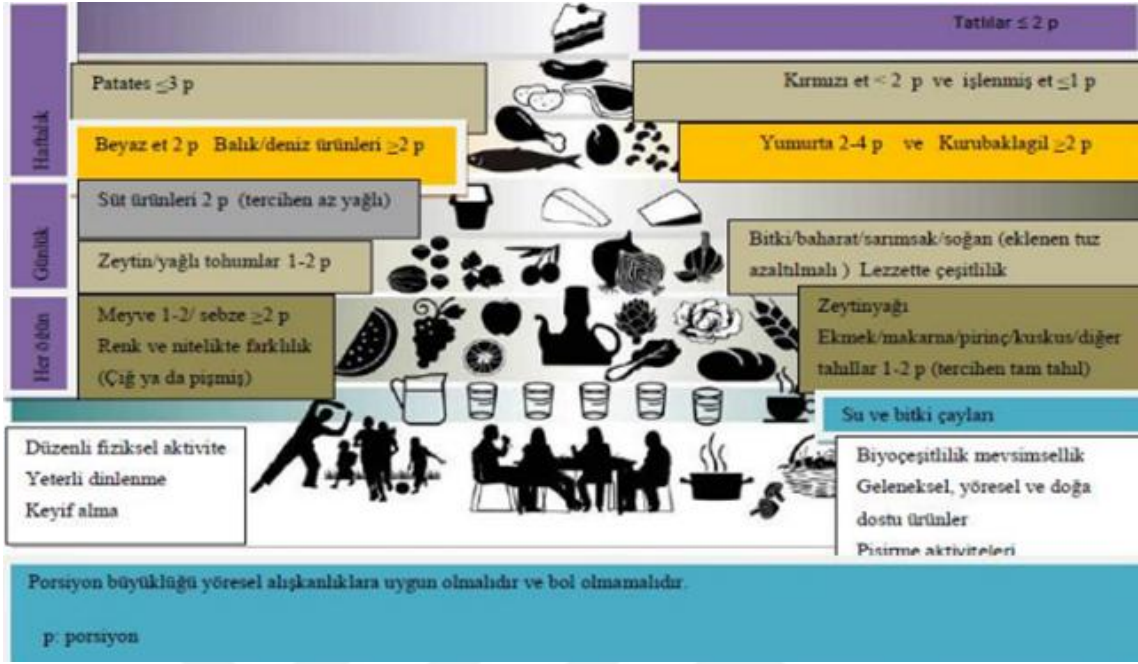 Haftalık
Tatlılar ≤ 2 p
Patates ≤3 p
Kırmızı et < 2 p ve işlenmiş et ≤1 p
Beyaz et 2 p Balık/deniz ürünleri ≥2 p
Yumurta 2-4 p ve Kurubaklagil ≥2 p
Günlük
Süt ürünleri 2 p (tercihen az yağlı)
Zeytin/yağlı tohumlar 1-2 p
Bitki/baharat/sarımsak/soğan (eklenen tuz
azaltılmalı ) Lezzette çeşitlilik
Her öğün
Meyve 1-2/ sebze ≥2 p
Renk ve nitelikte farklılık
(Çığ ya da pişmiş)
Zeytinyağı
Ekmek/makarna/pirinç/kuskus/diğer
tahıllar 1-2 p (tercihen tam tahıl)
Su ve bitki çayları
Düzenli fiziksel aktivite
Yeterli dinlenme
Keyif alma
Biyoçeşitlilik mevsimsellik
Geleneksel, yöresel ve doğa
dostu ürünler
Pişirme aktiviteleri
Porsiyon büyüklüğü yöresel alışkanlıklara uygun olmalıdır ve bol olmamalıdır.
p: porsiyon